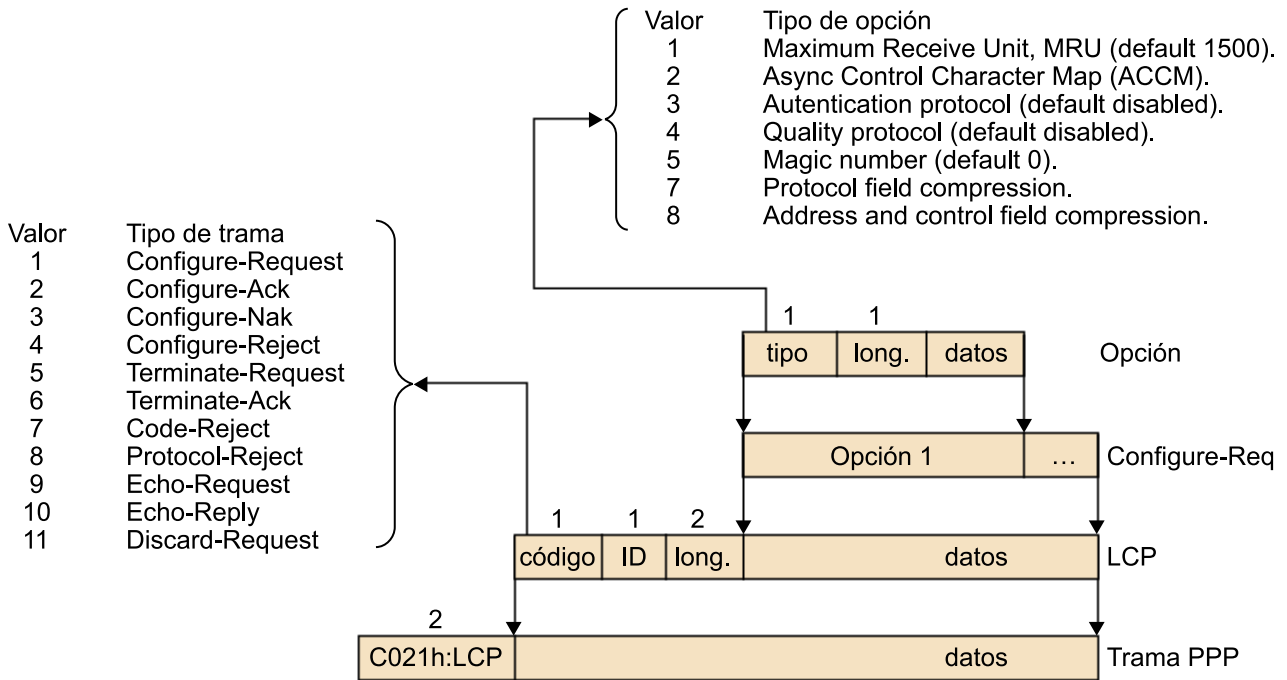 Valor Tipo de opción
1 Maximum Receive Unit, MRU (default 1500).
2 Async Control Character Map (ACCM).
3 Autentication protocol (default disabled).
4 Quality protocol (default disabled).
5 Magic number (default 0).
7 Protocol field compression.
8 Address and control field compression.
Valor Tipo de trama
1 Configure-Request
2 Configure-Ack
3 Configure-Nak
4 Configure-Reject
5 Terminate-Request
6 Terminate-Ack
7 Code-Reject
8 Protocol-Reject
9 Echo-Request
10 Echo-Reply
11 Discard-Request
1 1
tipo long. datos Opción
Opción 1 ... Configure-Req
1 1 2
código ID long. datos LCP
2
C021h:LCP datos Trama PPP